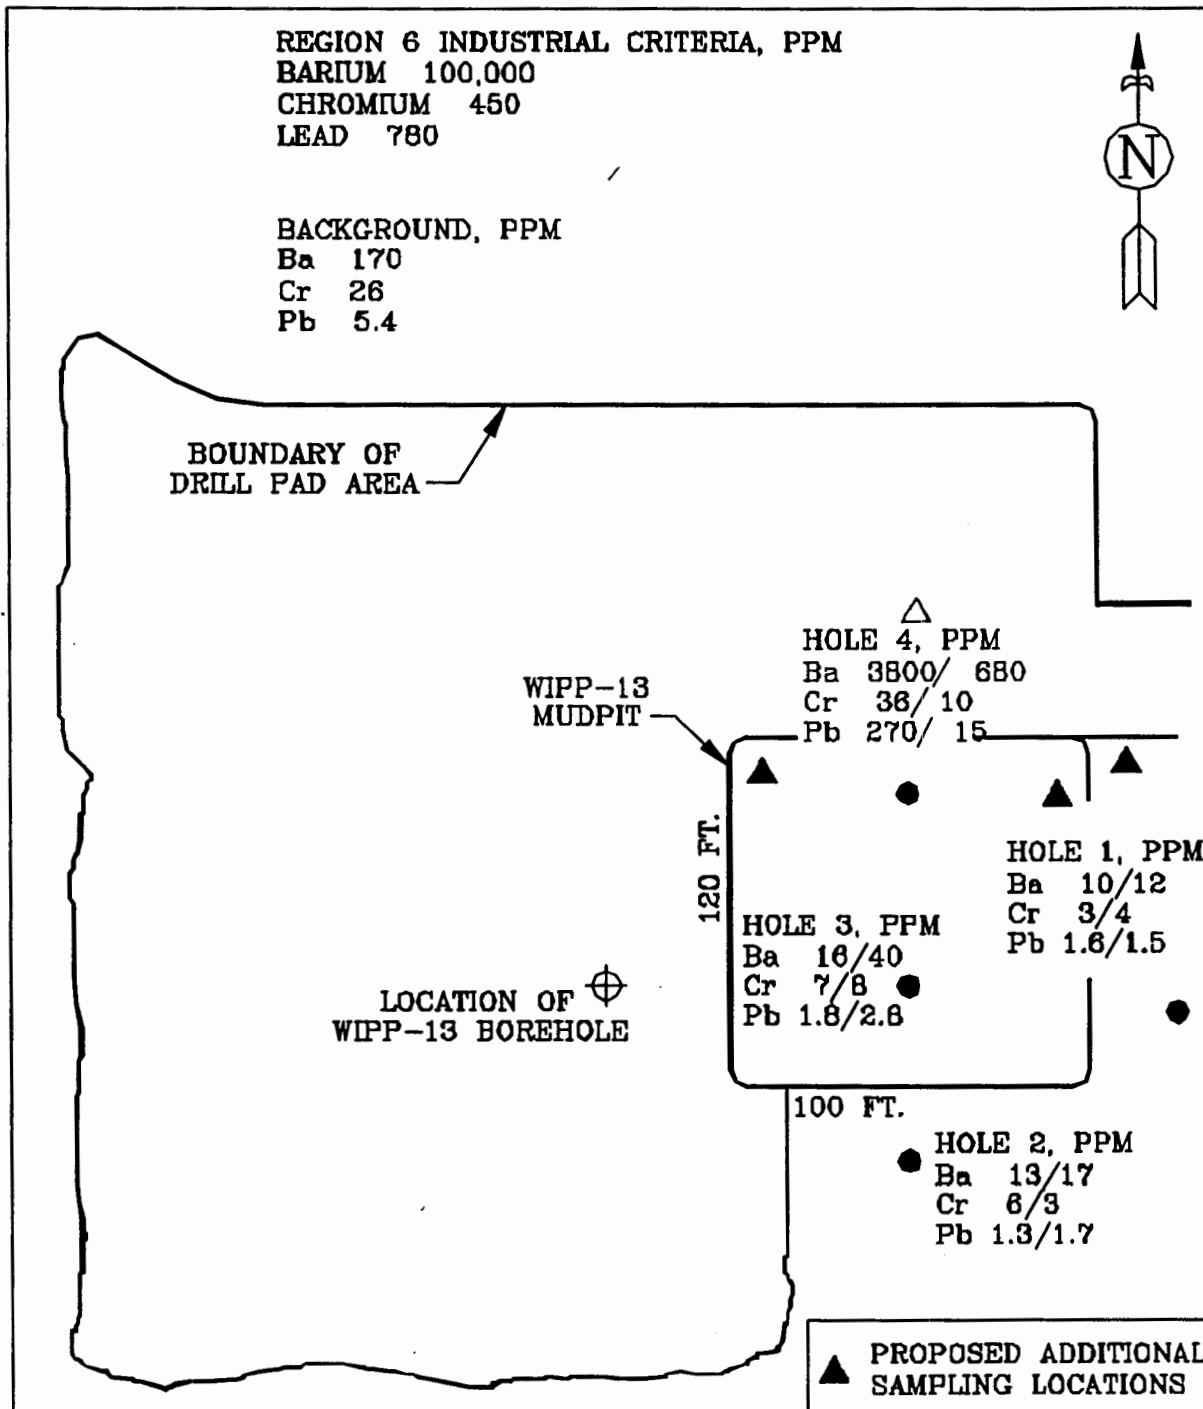 REGION 6 INDUSTRIAL CRITERIA, PPM
BARIUM 100,000
CHROMIUM 450
LEAD 780
N
BACKGROUND, PPM
Ba 170
Cr 26
Pb 5.4
BOUNDARY OF
DRILL PAD AREA
HOLE 4, PPM
Ba 3800/ 680
Cr 36/ 10
Pb 270/ 15
WIPP-13
MUDPIT
120 FT.
HOLE 1, PPM
Ba 10/12
Cr 3/4
Pb 1.6/1.5
HOLE 3, PPM
Ba 16/40
Cr 7/8
Pb 1.8/2.8
LOCATION OF
WIPP-13 BOREHOLE
100 FT.
HOLE 2, PPM
Ba 13/17
Cr 6/3
Pb 1.3/1.7
PROPOSED ADDITIONAL
SAMPLING LOCATIONS